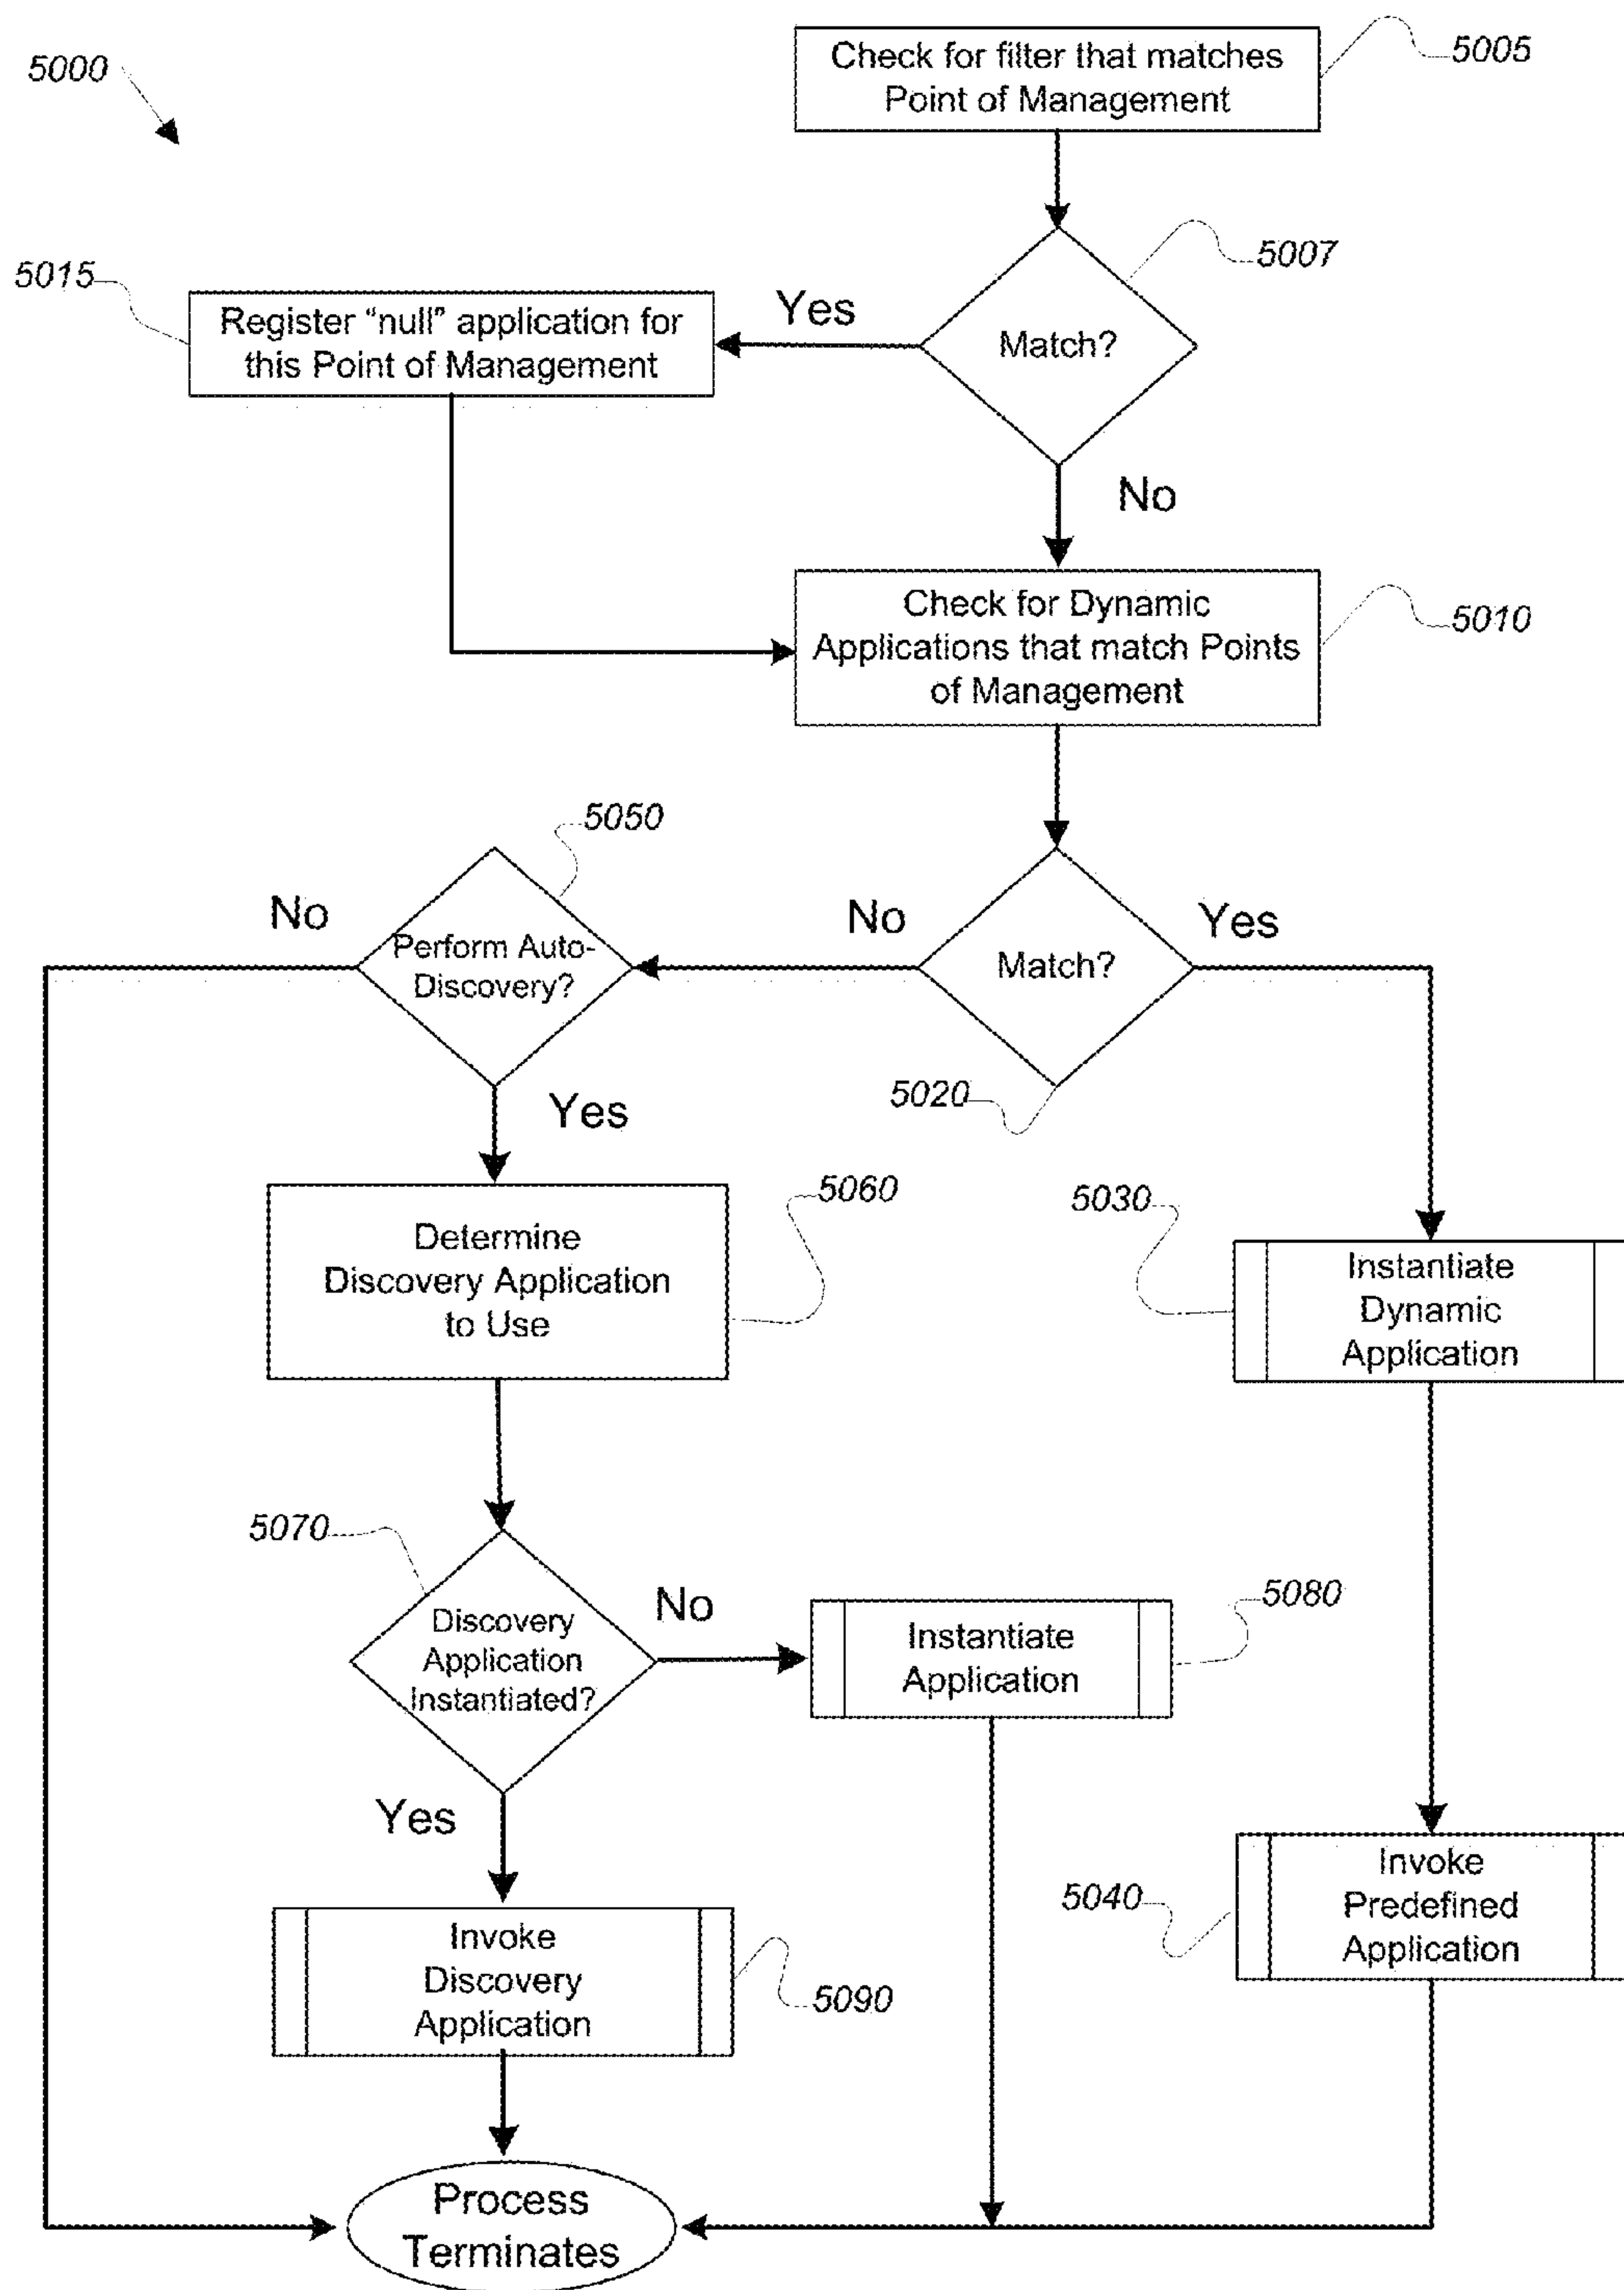 5000
Check for filter that matches
Point of Management
5005
5007
5015
Register “null” application for
this Point of Management
Yes
Match?
No
Check for Dynamic
Applications that match Points
of Management
5010
5050
No
Perform Auto-
Discovery?
No
Match?
Yes
5020
Yes
5060
Determine
Discovery Application
to Use
5030
Instantiate
Dynamic
Application
5070
Discovery
Application
Instantiated?
No
Instantiate
Application
5080
Yes
Invoke
Discovery
Application
5090
5040
Invoke
Predefined
Application
Process
Terminates